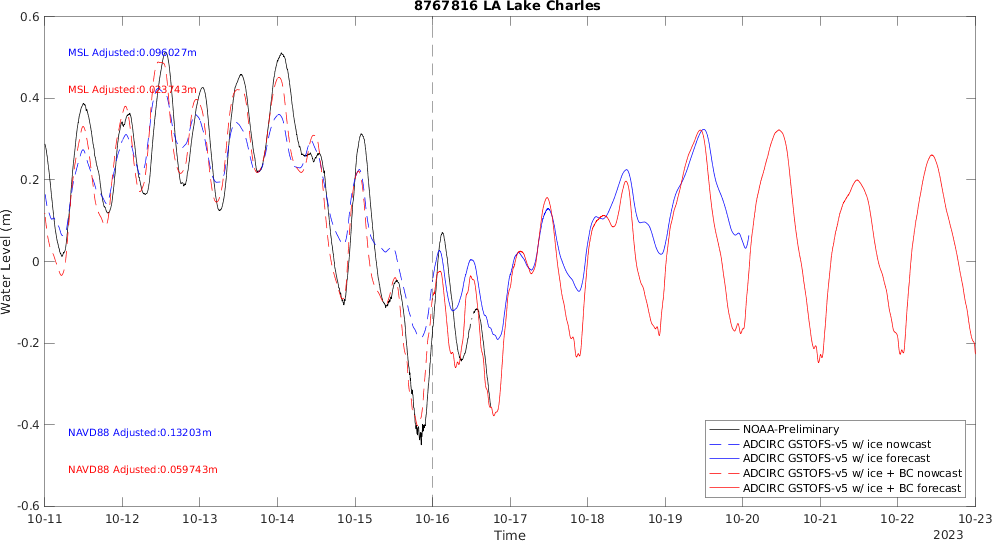 8767816 LA Lake Charles
0.6
0.4
0.2
0
-0.2
-0.4
-0.6
Water Level (m)
MSL Adjusted:0.096027m
MSL Adjusted:0.023743m
NAVD88 Adjusted:0.13203m
NAVD88 Adjusted:0.059743m
NOAA-Preliminary
ADCIRC GSTOFS-v5 w/ ice nowcast
ADCIRC GSTOFS-v5 w/ ice forecast
ADCIRC GSTOFS-v5 w/ ice + BC nowcast
ADCIRC GSTOFS-v5 w/ ice + BC forecast
10-11 10-12 10-13 10-14 10-15 10-16 10-17 10-18 10-19 10-20 10-21 10-22 10-23
Time
2023